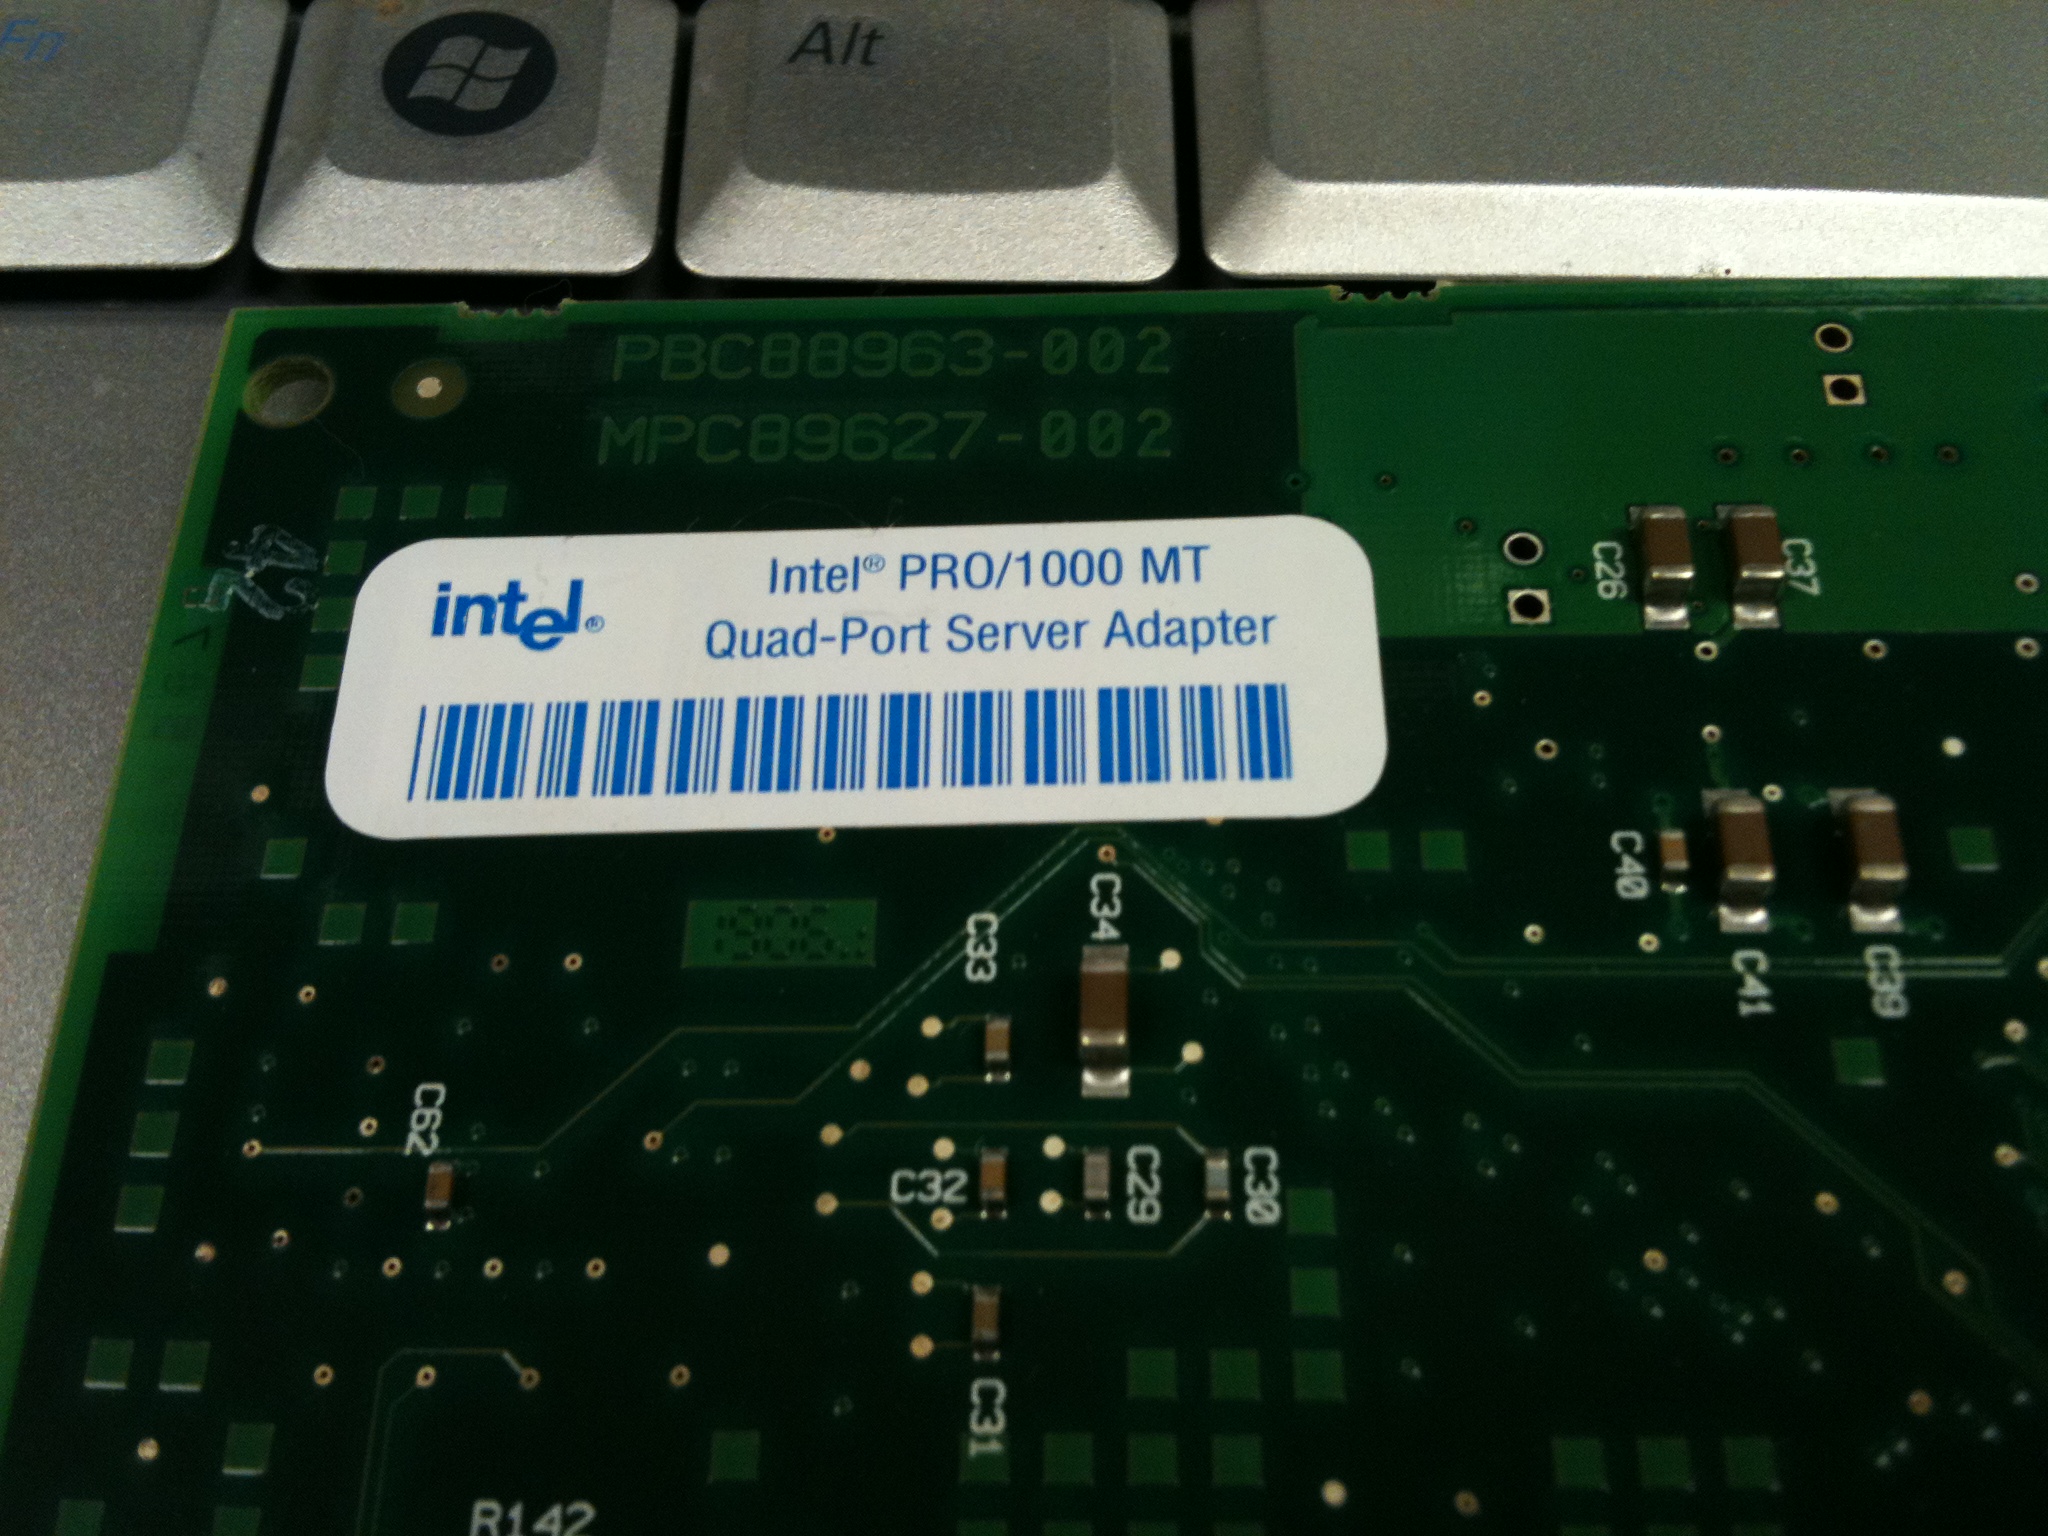 Fn
Alt
PBC88963-002
MPC89627-002
intel®
Intel® PRO/1000 MT
Quad-Port Server Adapter
C26
C37
C40
C41
C39
C34
C33
C62
C32
C29
C30
C31
R142